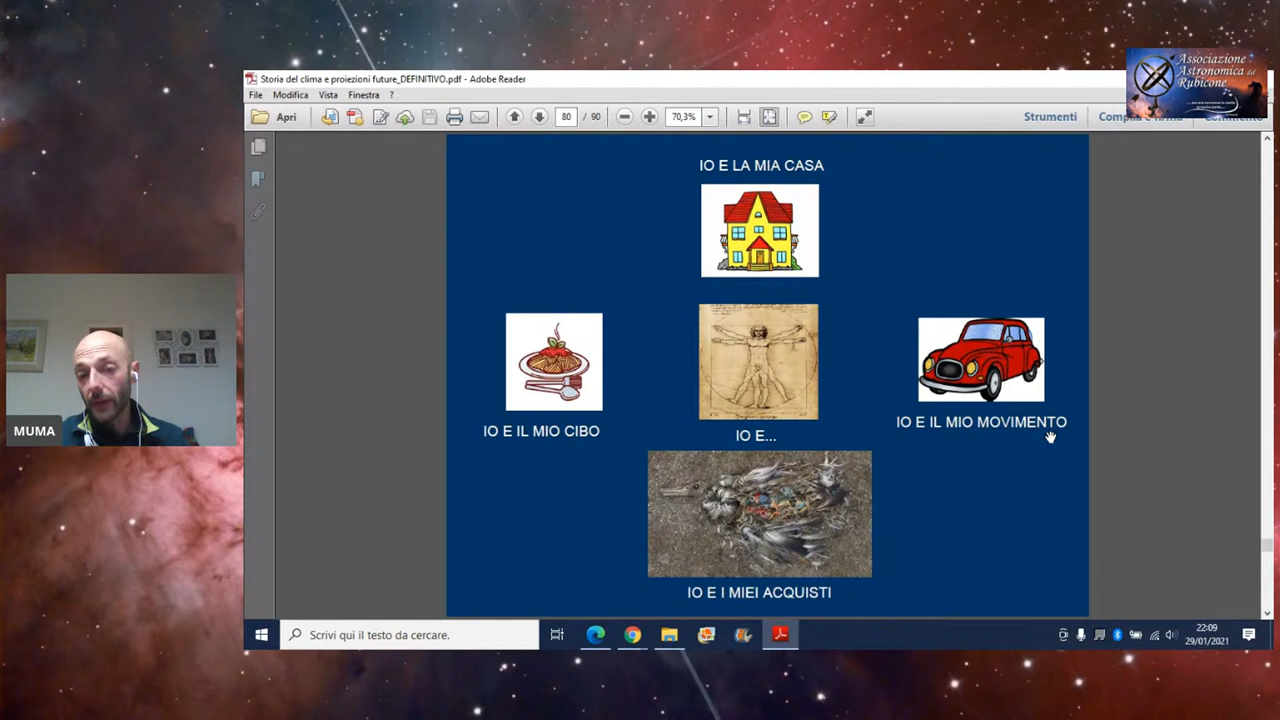 Associazione
Astronomica del
Rubicone
Storia del clima e proiezioni future_DEFINITIVO.pdf - Adobe Reader
File Modifica Vista Finestra ?
Apri 80 / 90 70,3% Strumenti
IO E LA MIA CASA
IO E IL MIO CIBO
IO E...
IO E IL MIO MOVIMENTO
IO E I MIEI ACQUISTI
MUMA
Scrivi qui il testo da cercare.
22:09
29/01/2021